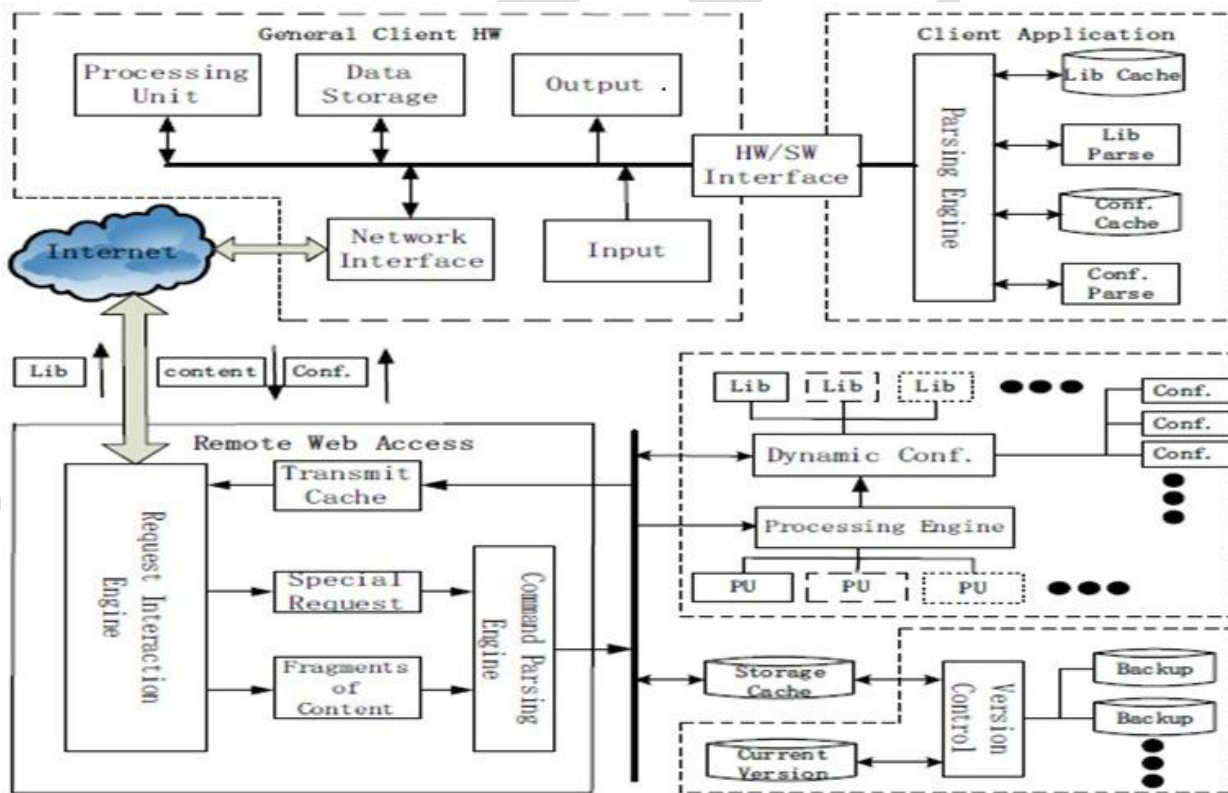 General Client HW
Processing
Unit
Data
Storage
Output .
HW/SW
Interface
Network
Interface
Input
Internet
Client Application
Parsing Engine
Lib Cache
Lib
Parse
Conf.
Cache
Conf.
Parse
Lib
content
Conf.
Remote Web Access
Request Interaction
Engine
Transmit
Cache
Special
Request
Fragments
of
Content
Command Parsing
Engine
Lib
Lib
Lib
Dynamic Conf.
Conf.
Conf.
Conf.
Processing Engine
PU
PU
PU
Storage
Cache
Current
Version
Version
Control
Backup
Backup